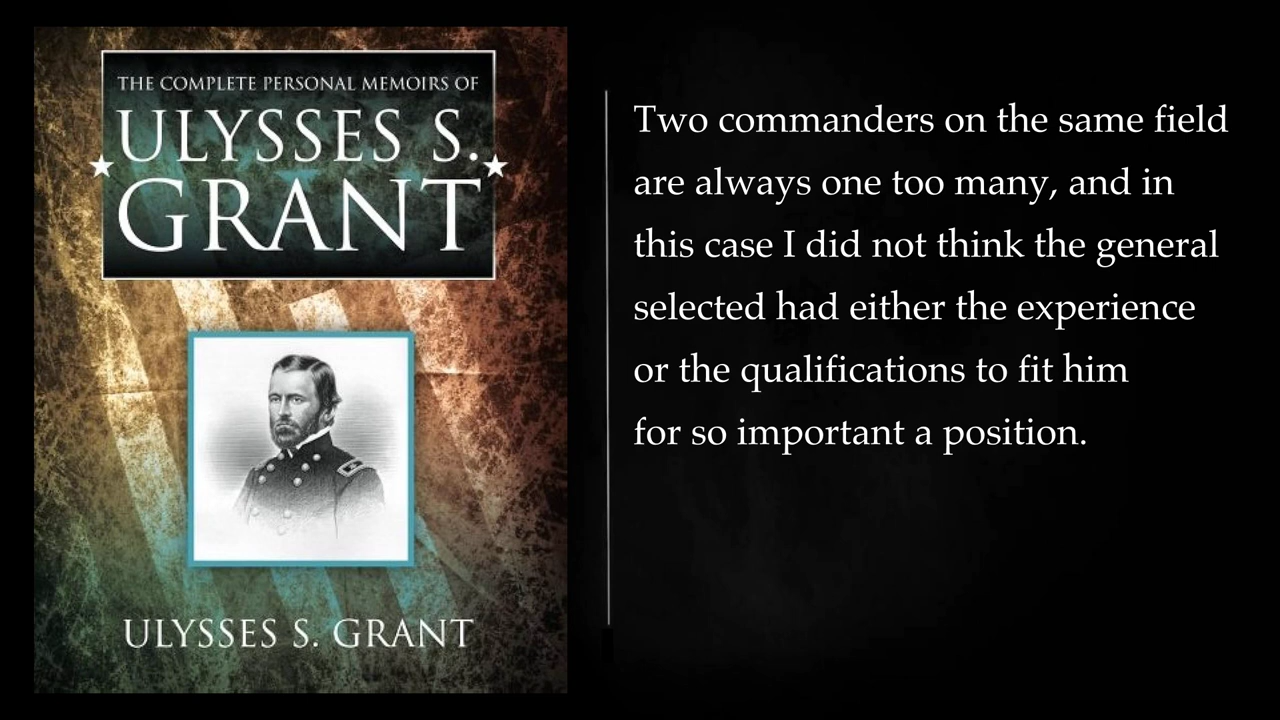 THE COMPLETE PERSONAL MEMOIRS OF
ULYSSES S.
GRANT
ULYSSES S. GRANT
Two commanders on the same field
are always one too many, and in
this case I did not think the general
selected had either the experience
or the qualifications to fit him
for so important a position.